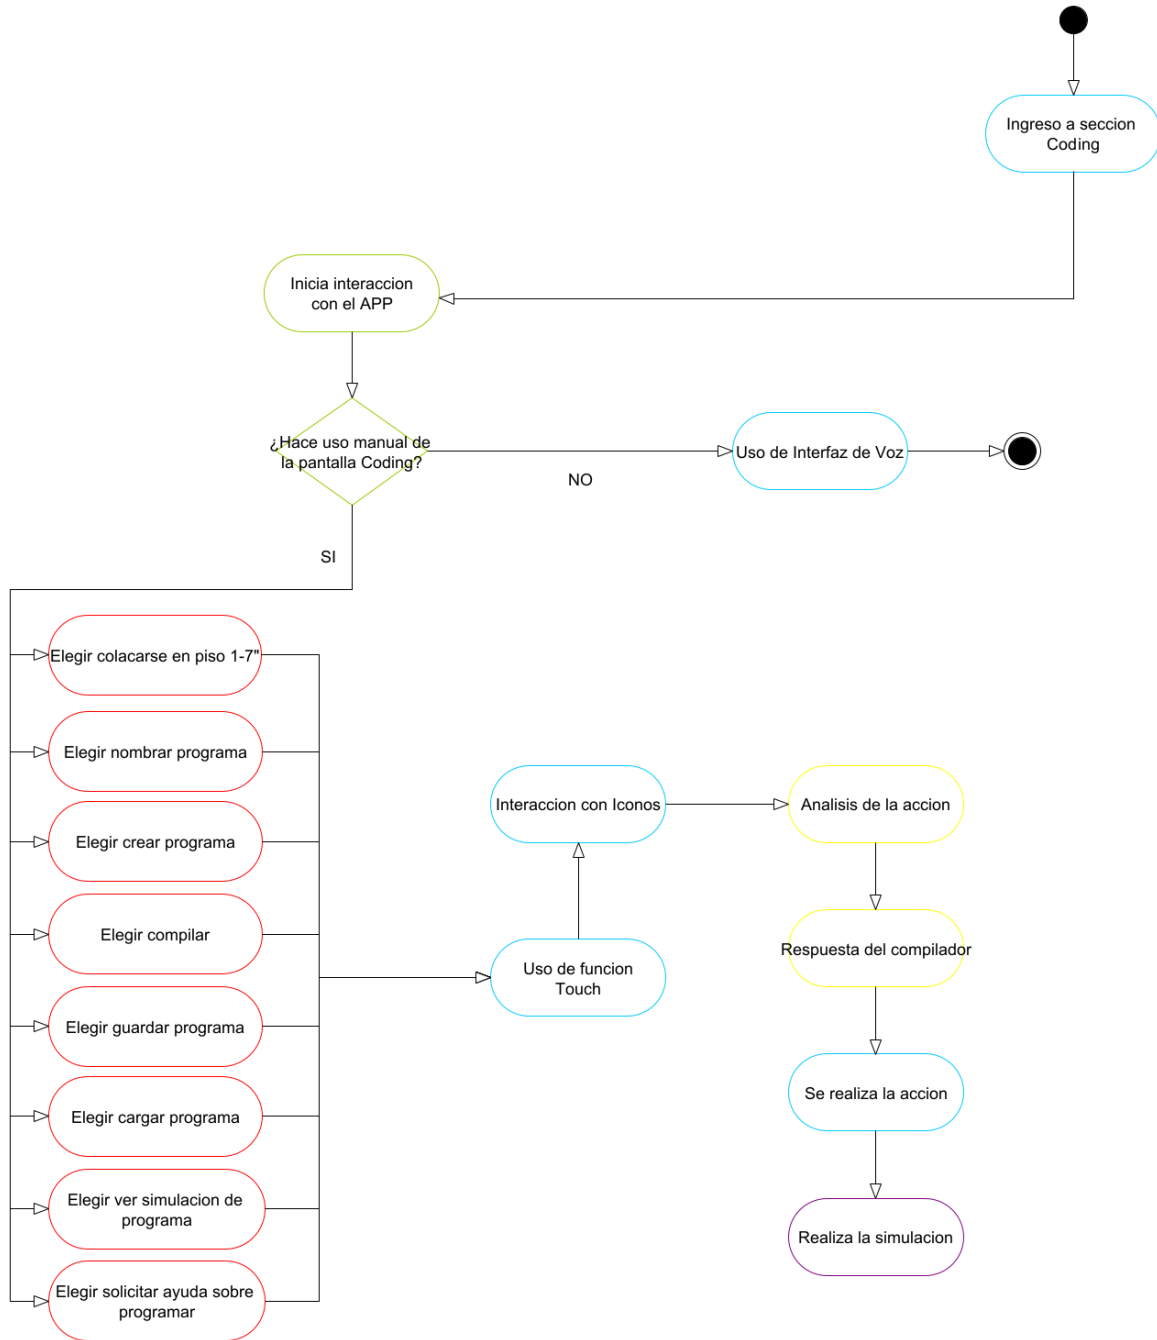 Ingreso a seccion
Coding
Inicia interaccion
con el APP
¿Hace uso manual de
la pantalla Coding?
NO
Uso de Interfaz de Voz
SI
Elegir colacarse en piso 1-7"
Elegir nombrar programa
Elegir crear programa
Elegir compilar
Elegir guardar programa
Elegir cargar programa
Elegir ver simulacion de
programa
Elegir solicitar ayuda sobre
programar
Interaccion con Iconos
Uso de funcion
Touch
Analisis de la accion
Respuesta del compilador
Se realiza la accion
Realiza la simulacion